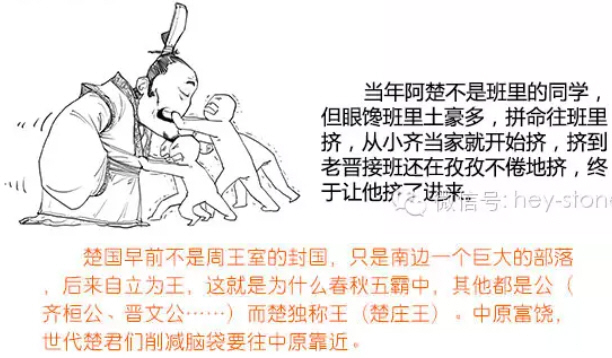 当年阿楚不是班里的同学，
但眼馋班里土豪多，拼命往班里
挤，从小齐当家就开始挤，挤到
老晋接班还在孜孜不倦地挤，终
于让他挤了进来。
微信号: hey-stone
楚国早前不是周王室的封国，只是南边一个巨大的部落
，后来自立为王，这就是为什么春秋五霸中，其他都是公（
齐桓公、晋文公……）而楚独称王（楚庄王）。中原富饶，
世代楚君们削减脑袋要往中原靠近。